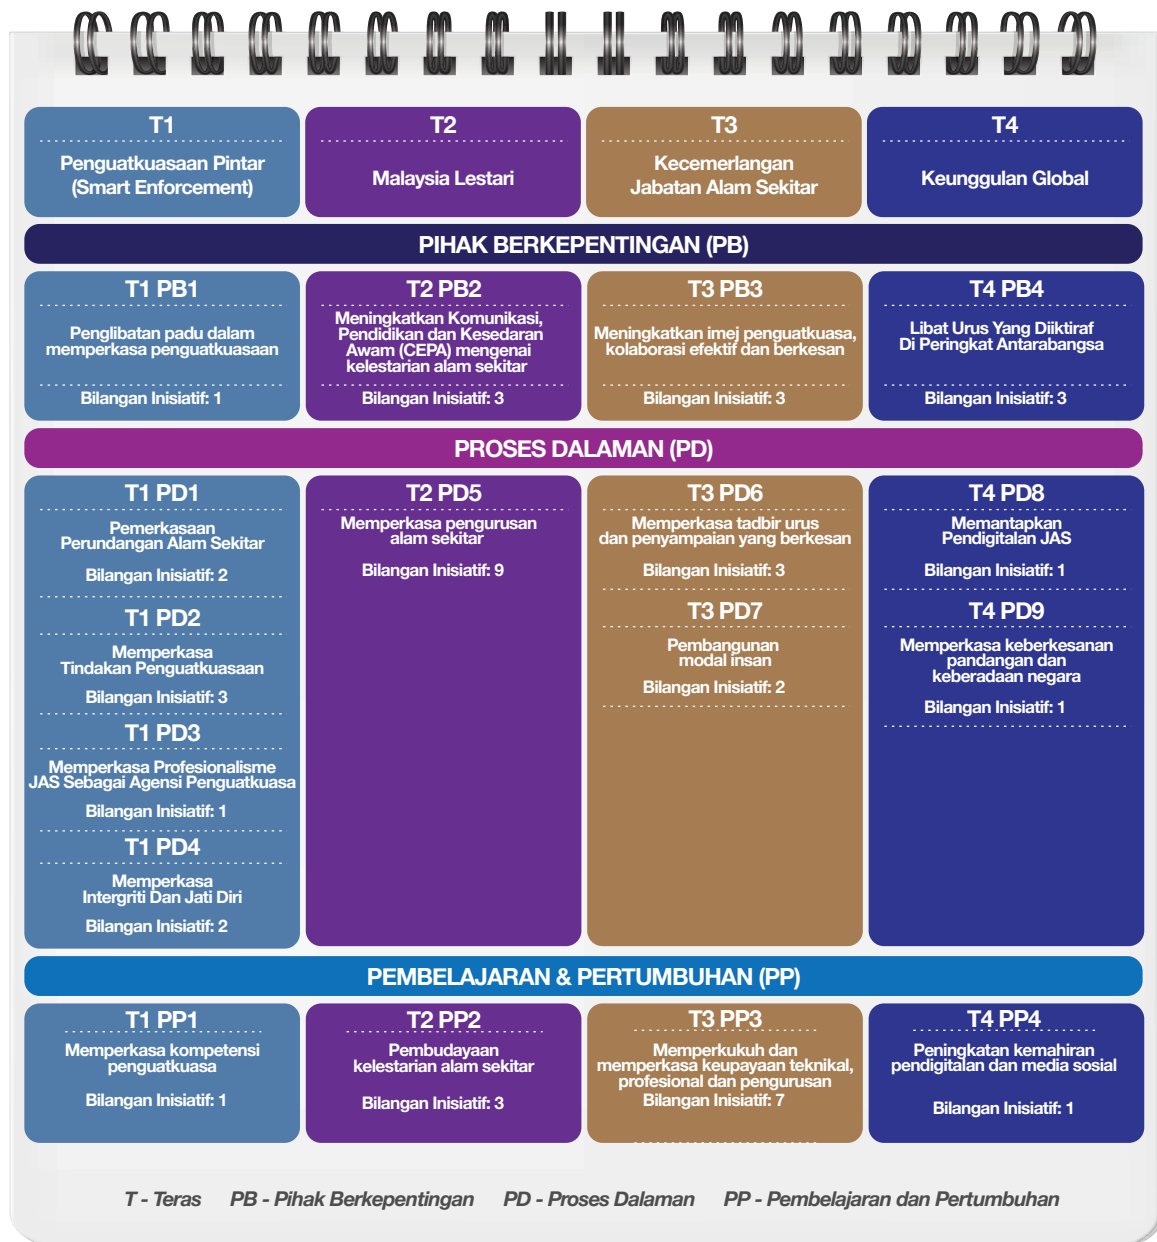 T1
Penguatkuasaan Pintar
(Smart Enforcement)
T2
Malaysia Lestari
T3
Kecemerlangan
Jabatan Alam Sekitar
T4
Keunggulan Global
PIHAK BERKEPENTINGAN (PB)
T1 PB1
Penglibatan padu dalam
memperkasa penguatkuasaan
Bilangan Inisiatif: 1
T2 PB2
Meningkatkan Komunikasi,
Pendidikan dan Kesedaran
Awam (CEPA) mengenai
kelestarian alam sekitar
Bilangan Inisiatif: 3
T3 PB3
Meningkatkan imej penguatkuasa,
kolaborasi efektif dan berkesan
Bilangan Inisiatif: 3
T4 PB4
Libat Urus Yang Diiktiraf
Di Peringkat Antarabangsa
Bilangan Inisiatif: 3
PROSES DALAMAN (PD)
T1 PD1
Pemerkasaan
Perundangan Alam Sekitar
Bilangan Inisiatif: 2
T1 PD2
Memperkasa
Tindakan Penguatkuasaan
Bilangan Inisiatif: 3
T1 PD3
Memperkasa Profesionalisme
JAS Sebagai Agensi Penguatkuasa
Bilangan Inisiatif: 1
T1 PD4
Memperkasa
Intergriti Dan Jati Diri
Bilangan Inisiatif: 2
T2 PD5
Memperkasa pengurusan
alam sekitar
Bilangan Inisiatif: 9
T3 PD6
Memperkasa tadbir urus
dan penyampaian yang berkesan
Bilangan Inisiatif: 3
T3 PD7
Pembangunan
modal insan
Bilangan Inisiatif: 2
T4 PD8
Memantapkan
Pendigitalan JAS
Bilangan Inisiatif: 1
T4 PD9
Memperkasa keberkesanan
pandangan dan
keberadaan negara
Bilangan Inisiatif: 1
PEMBELAJARAN & PERTUMBUHAN (PP)
T1 PP1
Memperkasa kompetensi
penguatkuasa
Bilangan Inisiatif: 1
T2 PP2
Pembudayaan
kelestarian alam sekitar
Bilangan Inisiatif: 3
T3 PP3
Memperkukuh dan
memperkasa keupayaan teknikal,
profesional dan pengurusan
Bilangan Inisiatif: 7
T4 PP4
Peningkatan kemahiran
pendigitalan dan media sosial
Bilangan Inisiatif: 1
T - Teras PB - Pihak Berkepentingan PD - Proses Dalaman PP - Pembelajaran dan Pertumbuhan